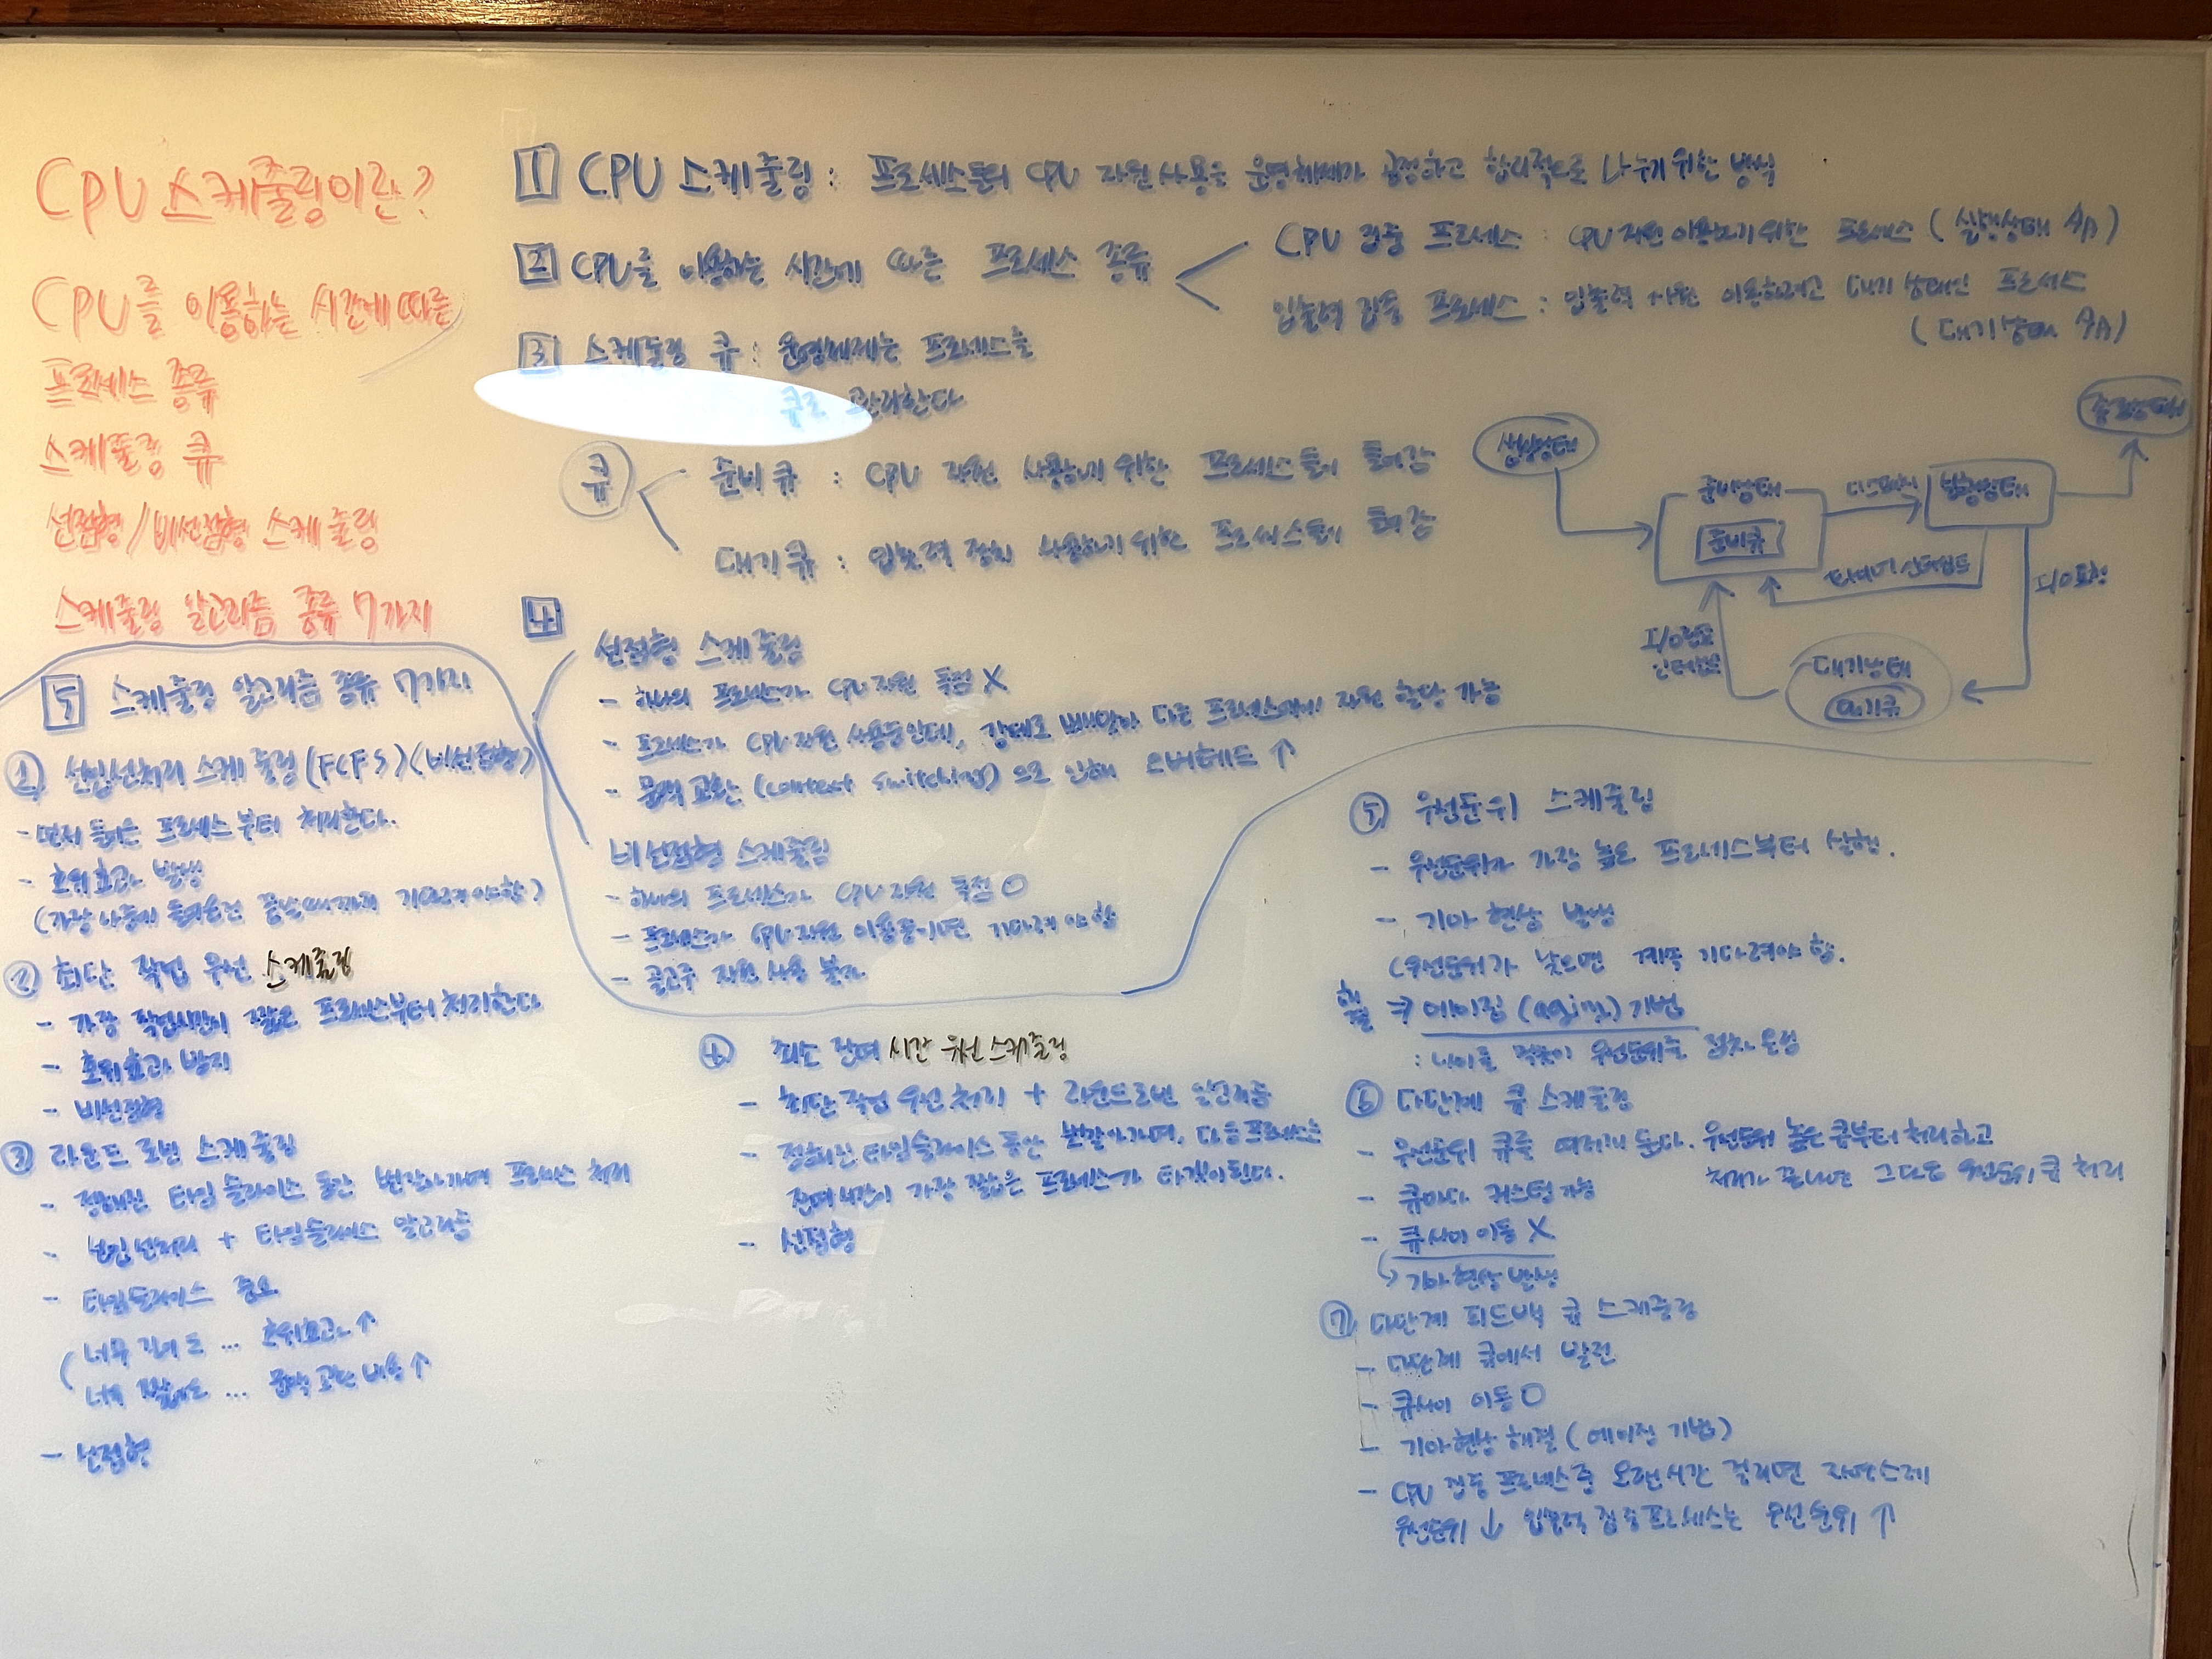 CPU 스케줄링이란?
CPU를 이용하는 시간에 따른
프로세스 종류
스케줄링 큐
선점형/비선점형 스케줄링
스케줄링 알고리즘 종류 7가지
1 CPU 스케줄링 : 프로세스들의 CPU 자원 사용을 운영체제가 공정하고 합리적으로 나누기 위한 방식
2 CPU를 이용하는 시간에 따른 프로세스 종류
CPU 집중 프로세스 : CPU 자원 이용하기 위한 프로세스 (실행상태 多)
입출력 집중 프로세스 : 입출력 자원 이용하려고 대기 상태인 프로세스
(대기상태 多)
3 스케줄링 큐 : 운영체제는 프로세스를
큐로 관리한다
큐
준비 큐 : CPU 자원 사용하기 위한 프로세스들이 들어감
대기 큐 : 입출력 장치 사용하기 위한 프로세스들이 들어감
생성상태
준비상태
준비큐
디스패치
실행상태
종료상태
타이머 인터럽트
I/O요청
I/O완료
인터럽트
대기상태
대기큐
4
선점형 스케줄링
- 하나의 프로세스가 CPU 자원 독점 X
- 프로세스가 CPU 자원 사용중인데, 강제로 빼앗아 다른 프로세스에게 자원 할당 가능
- 문맥 교환 (context switching)으로 인해 오버헤드 ↑
비선점형 스케줄링
- 하나의 프로세스가 CPU 자원 독점 O
- 프로세스가 CPU 자원 이용중이면 기다려야 함
- 골고루 자원 사용 불가
5 스케줄링 알고리즘 종류 7가지
① 선입선처리 스케줄링 (FCFS) (비선점형)
- 먼저 들어온 프로세스부터 처리한다.
- 호위효과 발생
(가장 나중에 들어온건 끝날때까지 기다려야함)
② 최단 작업 우선 스케줄링
- 가장 작업시간이 짧은 프로세스부터 처리한다
- 호위효과 방지
- 비선점형
③ 라운드 로빈 스케줄링
- 정해진 타임 슬라이스 동안 번갈아가며 프로세스 처리
- 선입 선처리 + 타임슬라이스 알고리즘
- 타임슬라이스 중요
너무 길어도 ... 호위효과 ↑
너무 짧아도 ... 문맥 교환 비용 ↑
- 선점형
④ 최소 잔여 시간 우선 스케줄링
- 최단 작업 우선 처리 + 라운드로빈 알고리즘
- 정해진 타임슬라이스 동안 번갈아가며, 다음프로세스는
잔여 시간이 가장 짧은 프로세스가 타겟이된다.
- 선점형
⑤ 우선순위 스케줄링
- 우선순위가 가장 높은 프로세스부터 실행.
- 기아 현상 발생
(우선순위가 낮으면 계속 기다려야 함.
→ 에이징 (aging) 기법
: 나이를 먹듯이 우선순위를 점차 올림
⑥ 다단계 큐 스케줄링
- 우선순위 큐를 여러개 둔다. 우선순위 높은 큐부터 처리하고
처리가 끝나면 그다음 우선순위 큐 처리
- 큐마다 커스텀 가능
- 큐사이 이동 X
↳ 기아 현상 발생
⑦ 다단계 피드백 큐 스케줄링
- 다단계 큐에서 발전
- 큐사이 이동 O
- 기아현상 해결 (에이징 기법)
- CPU 집중 프로세스중 오랜시간 걸리면 자연스레
우선순위 ↓ 입출력 집중프로세스는 우선순위 ↑